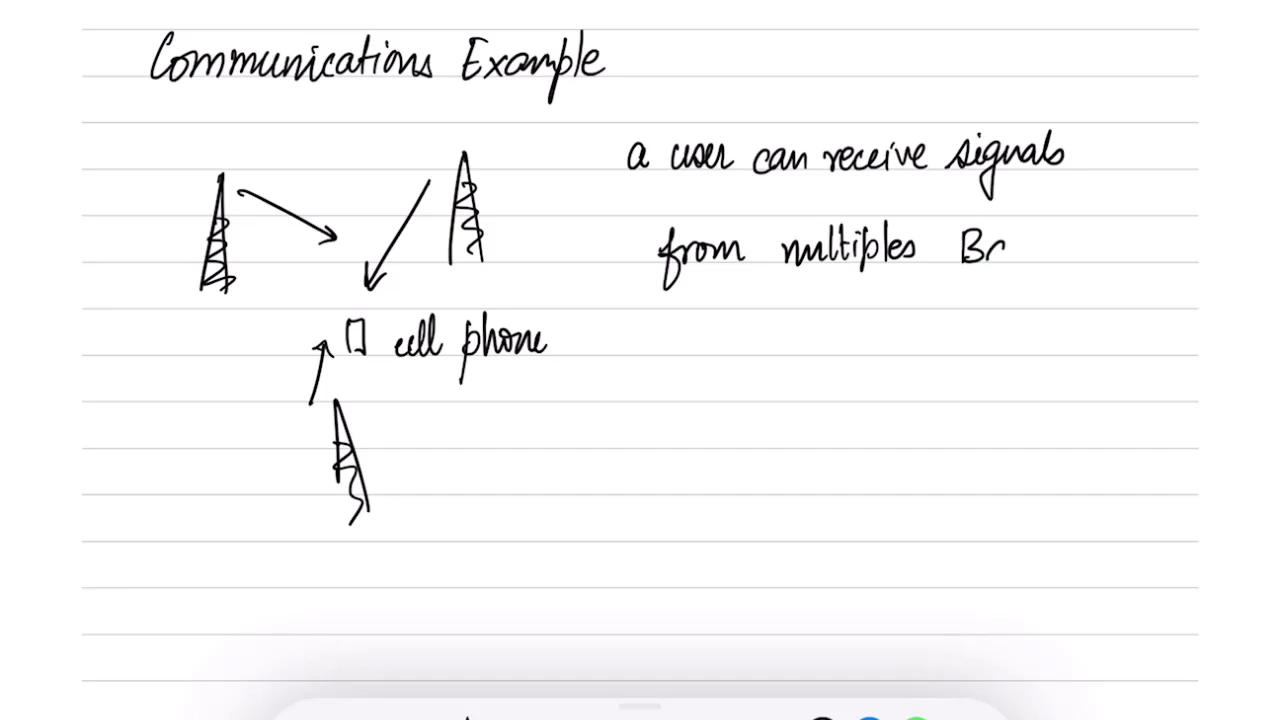 Communications Example
a user can receive signals
from multiples
cell phone